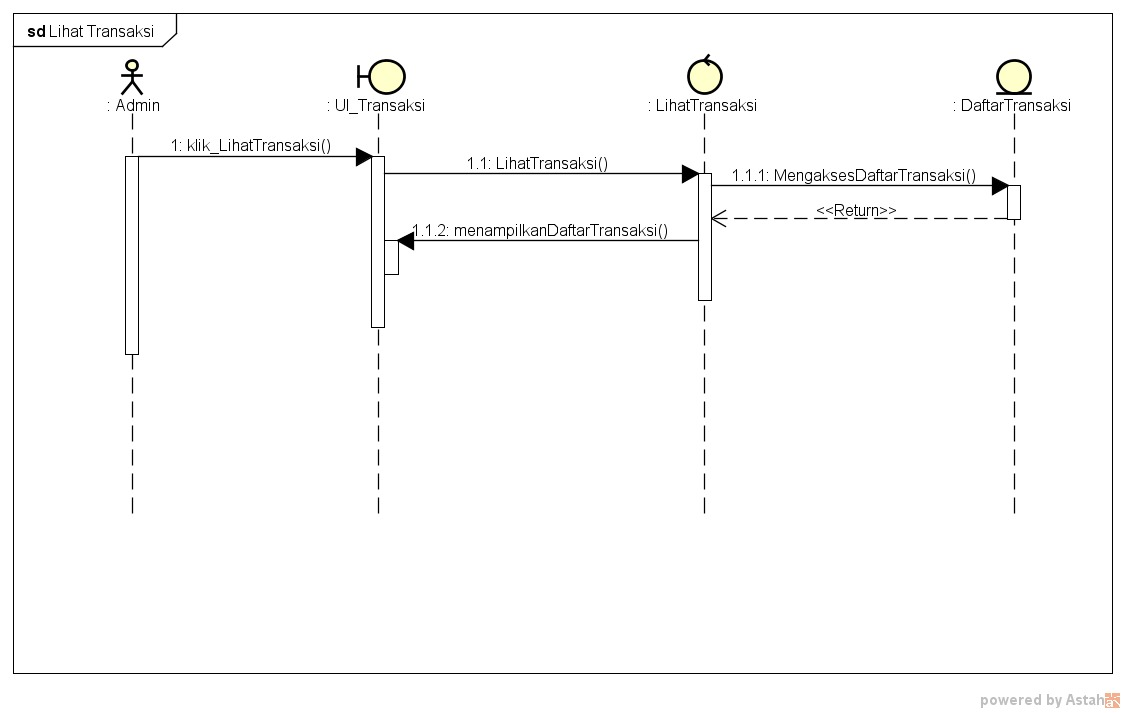 sd Lihat Transaksi
: Admin
: UI_Transaksi
: LihatTransaksi
: DaftarTransaksi
1: klik_LihatTransaksi()
1.1: LihatTransaksi()
1.1.1: MengaksesDaftarTransaksi()
<<Return>>
1.1.2: menampilkanDaftarTransaksi()
powered by Astah